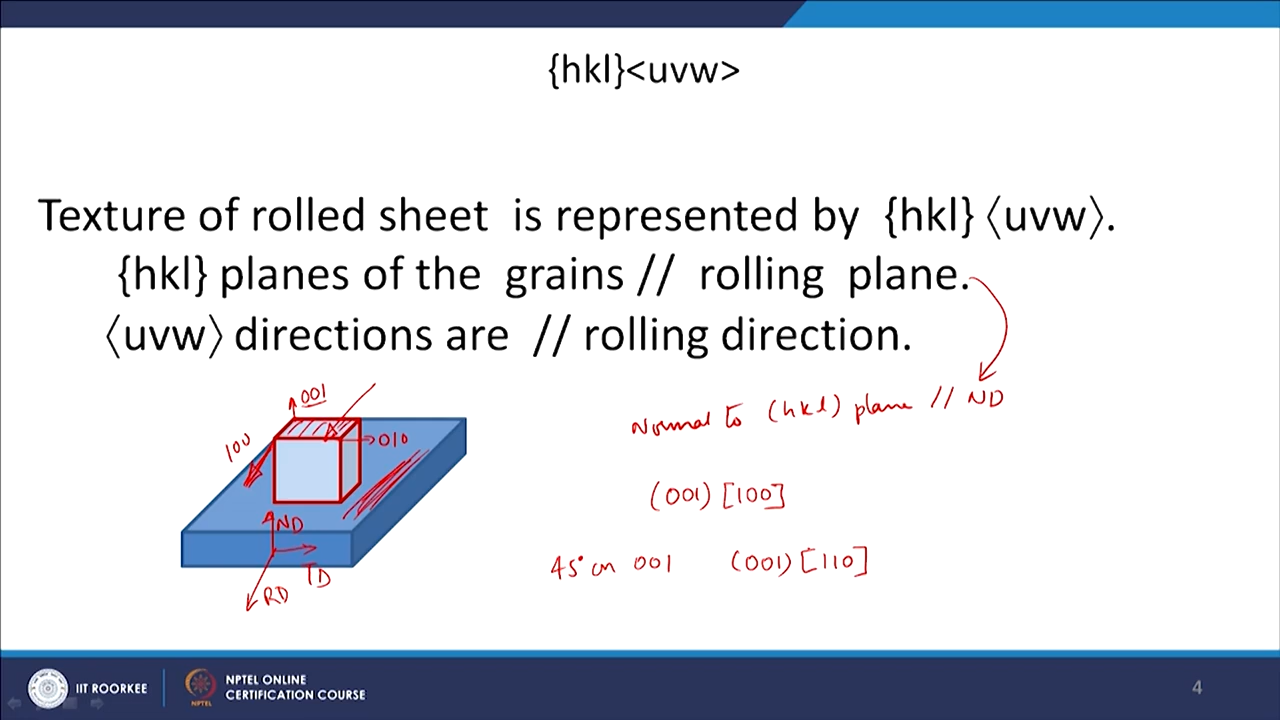 {hkl}<uvw>
Texture of rolled sheet is represented by {hkl} 〈uvw〉.
{hkl} planes of the grains // rolling plane.
〈uvw〉 directions are // rolling direction.
001
100
010
ND
TD
RD
Normal to (hkl) plane // ND
(001) [100]
45° on 001 (001) [110]
IIT ROORKEE
NPTEL ONLINE
CERTIFICATION COURSE
NPTEL
4